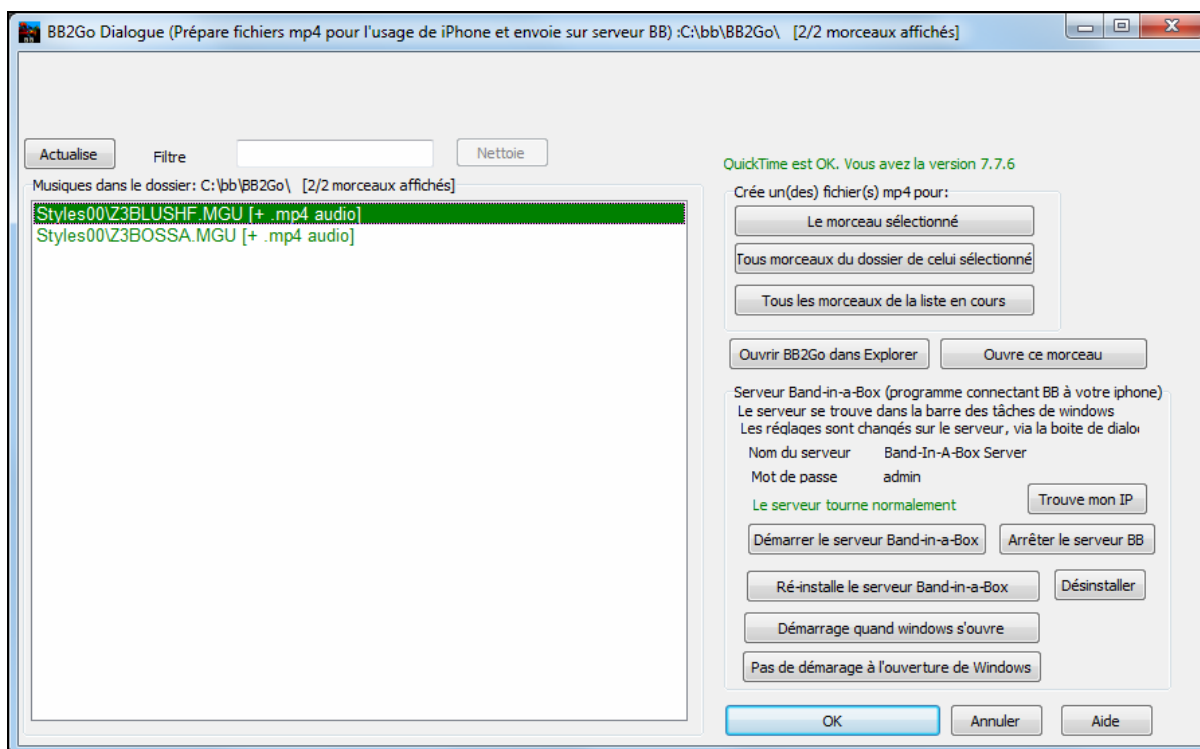 BB2Go Dialogue (Prépare fichiers mp4 pour l'usage de iPhone et envoie sur serveur BB) :C:\bb\BB2Go\ [2/2 morceaux affichés]
Actualise
Filtre
Nettoie
Musiques dans le dossier: C:\bb\BB2Go\ [2/2 morceaux affichés]
Styles00\Z3BLUSHF.MGU [+ .mp4 audio]
Styles00\Z3BOSSA.MGU [+ .mp4 audio]
QuickTime est OK. Vous avez la version 7.7.6
Crée un(des) fichier(s) mp4 pour:
Le morceau sélectionné
Tous morceaux du dossier de celui sélectionné
Tous les morceaux de la liste en cours
Ouvrir BB2Go dans Explorer
Ouvre ce morceau
Serveur Band-in-a-Box (programme connectant BB à votre iphone)
Le serveur se trouve dans la barre des tâches de windows
Les réglages sont changés sur le serveur, via la boite de dialo
Nom du serveur Band-In-A-Box Server
Mot de passe admin
Le serveur tourne normalement
Trouve mon IP
Démarrer le serveur Band-in-a-Box
Arrêter le serveur BB
Ré-installe le serveur Band-in-a-Box
Désinstaller
Démarrage quand windows s'ouvre
Pas de démarage à l'ouverture de Windows
OK
Annuler
Aide